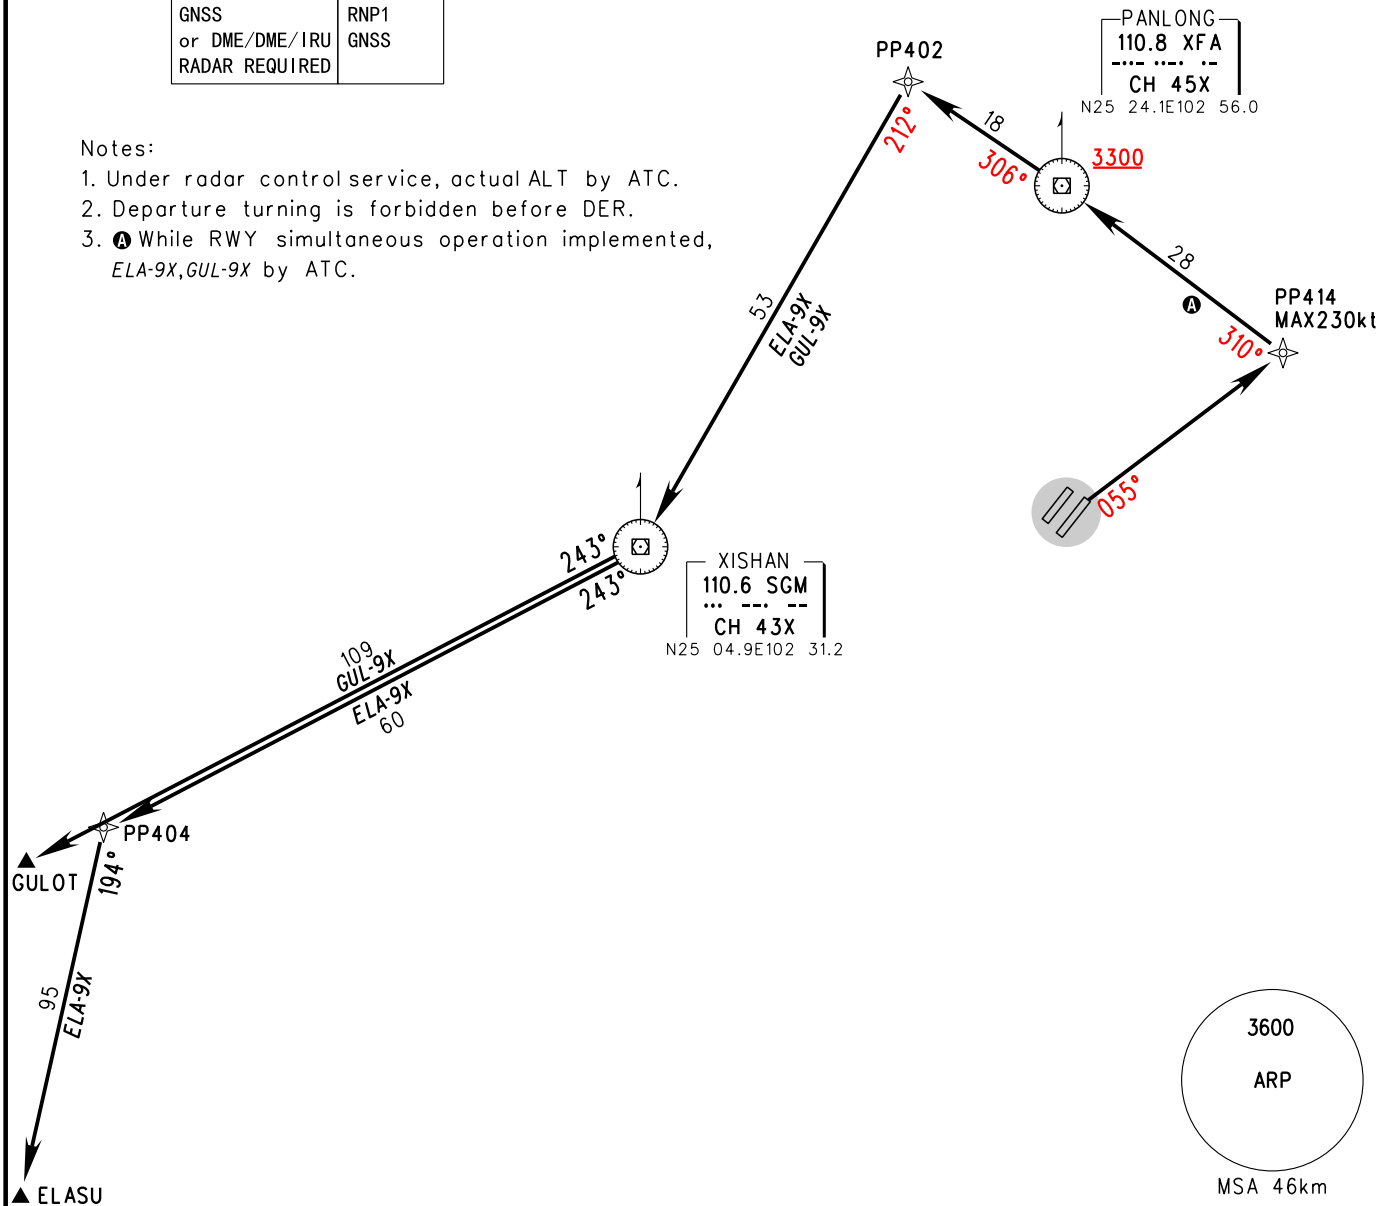 GNSS
or DME/DME/IRU
RADAR REQUIRED
RNP1
GNSS
Notes:
1. Under radar control service, actual ALT by ATC.
2. Departure turning is forbidden before DER.
3. A While RWY simultaneous operation implemented,
ELA-9X,GUL-9X by ATC.
PANLONG
110.8 XFA
CH 45X
N25 24.1E102 56.0
PP402
18
212°
306°
3300
28
A
PP414
MAX230kt
310°
53
ELA-9X
GUL-9X
055°
243°
243°
XISHAN
110.6 SGM
CH 43X
N25 04.9E102 31.2
109
GUL-9X
ELA-9X
60
PP404
GULOT
194°
95
ELA-9X
ELASU
3600
ARP
MSA 46km